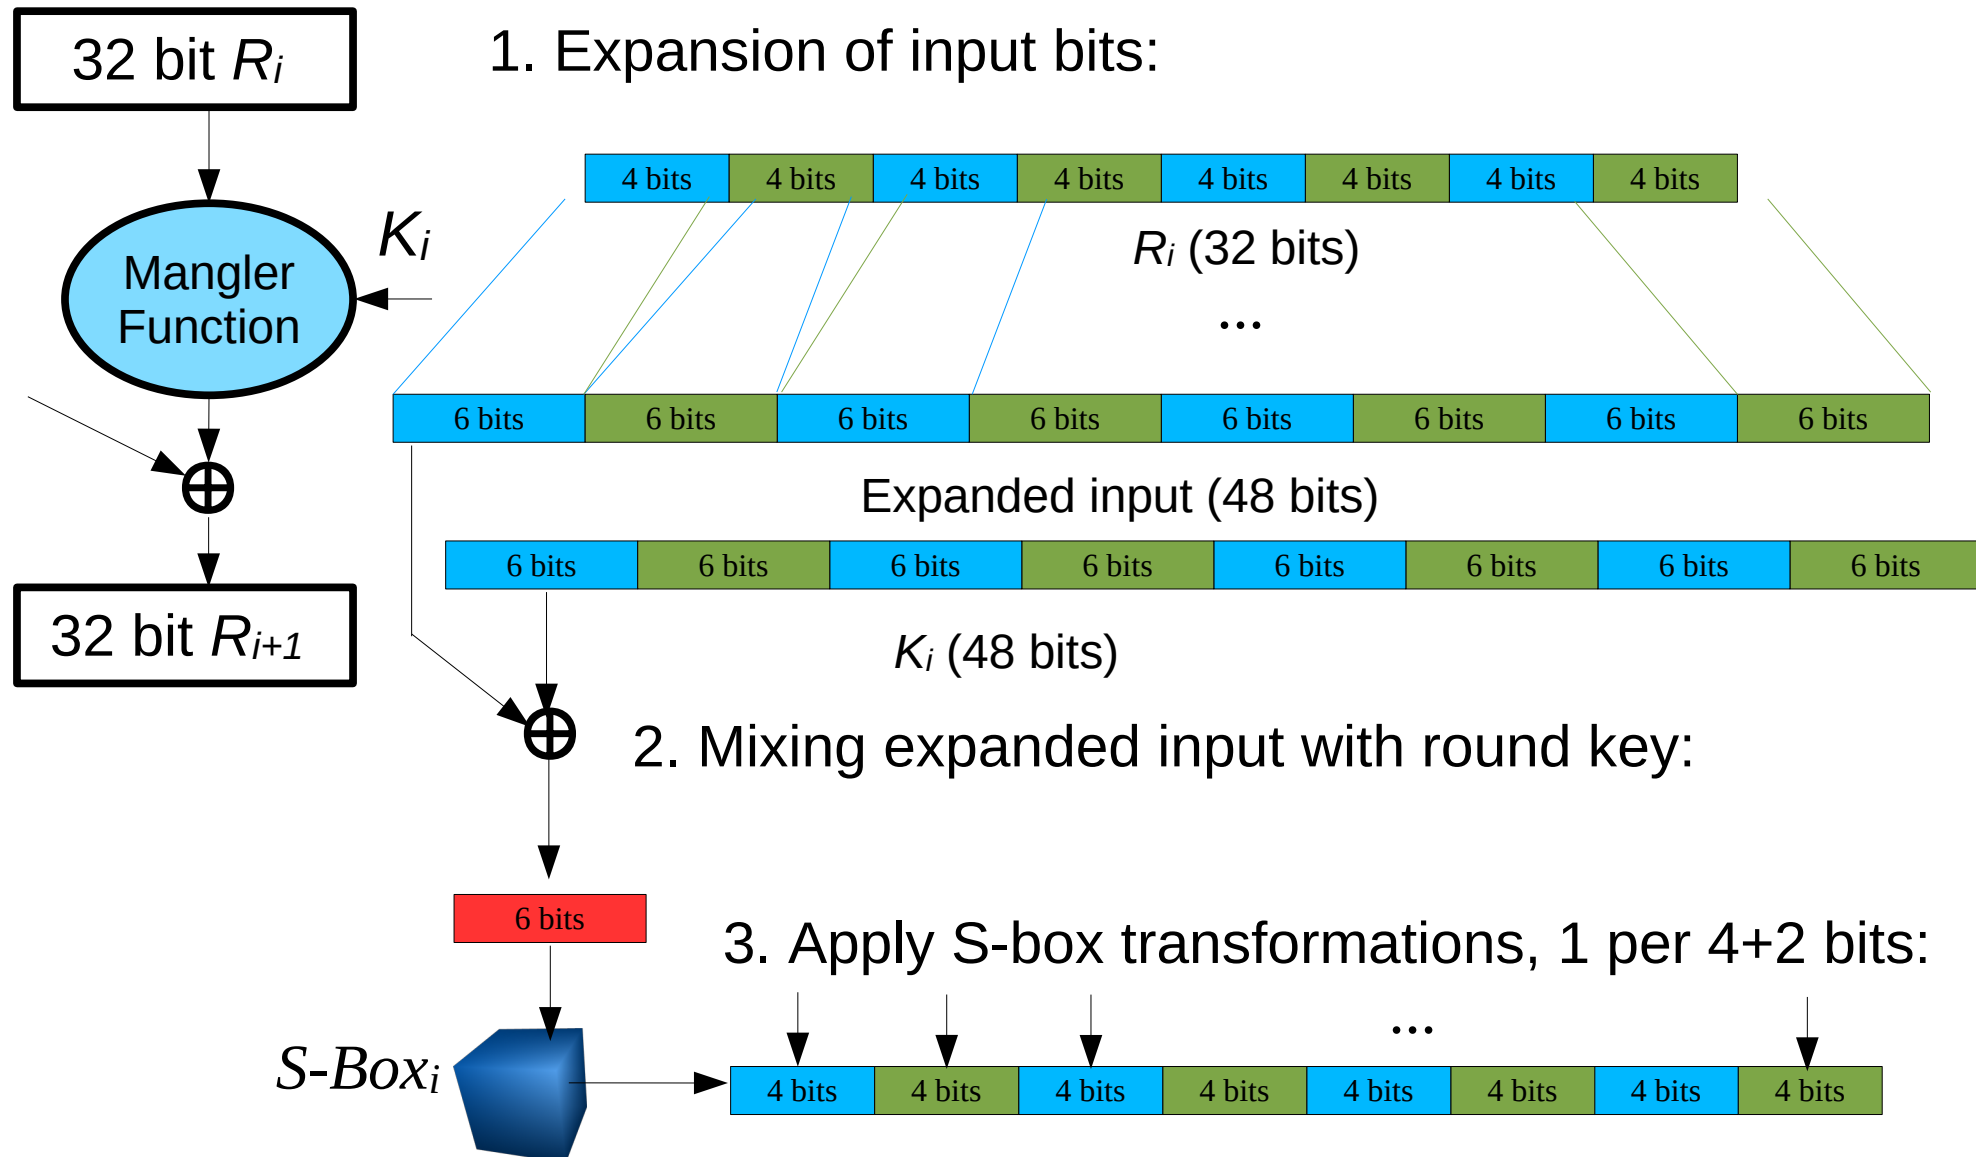 32 bit Ri
1. Expansion of input bits:
4 bits 4 bits 4 bits 4 bits 4 bits 4 bits 4 bits 4 bits
Ki
Ri (32 bits)
Mangler
Function
...
6 bits 6 bits 6 bits 6 bits 6 bits 6 bits 6 bits 6 bits
Expanded input (48 bits)
6 bits 6 bits 6 bits 6 bits 6 bits 6 bits 6 bits 6 bits
32 bit Ri+1
Ki (48 bits)
2. Mixing expanded input with round key:
6 bits
3. Apply S-box transformations, 1 per 4+2 bits:
...
S-Boxi
4 bits 4 bits 4 bits 4 bits 4 bits 4 bits 4 bits 4 bits